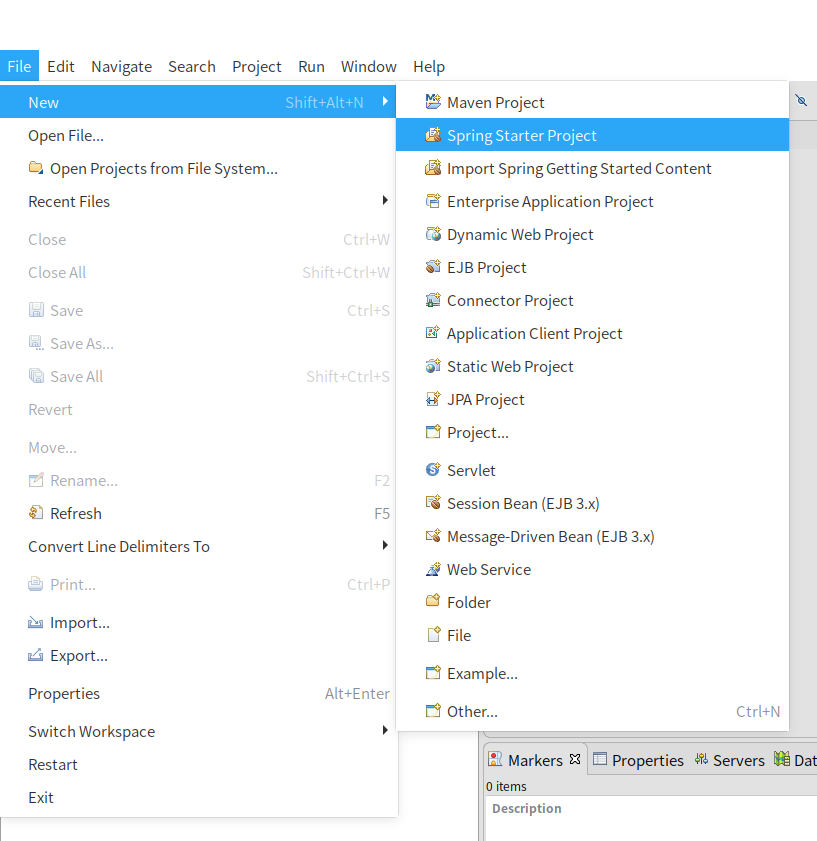 File Edit Navigate Search Project Run Window Help
New Shift+Alt+N
Open File...
Open Projects from File System...
Recent Files
Close Ctrl+W
Close All Shift+Ctrl+W
Save Ctrl+S
Save As...
Save All Shift+Ctrl+S
Revert
Move...
Rename... F2
Refresh F5
Convert Line Delimiters To
Print... Ctrl+P
Import...
Export...
Properties Alt+Enter
Switch Workspace
Restart
Exit
Maven Project
Spring Starter Project
Import Spring Getting Started Content
Enterprise Application Project
Dynamic Web Project
EJB Project
Connector Project
Application Client Project
Static Web Project
JPA Project
Project...
Servlet
Session Bean (EJB 3.x)
Message-Driven Bean (EJB 3.x)
Web Service
Folder
File
Example...
Other... Ctrl+N
Markers Properties Servers Dat
0 items
Description